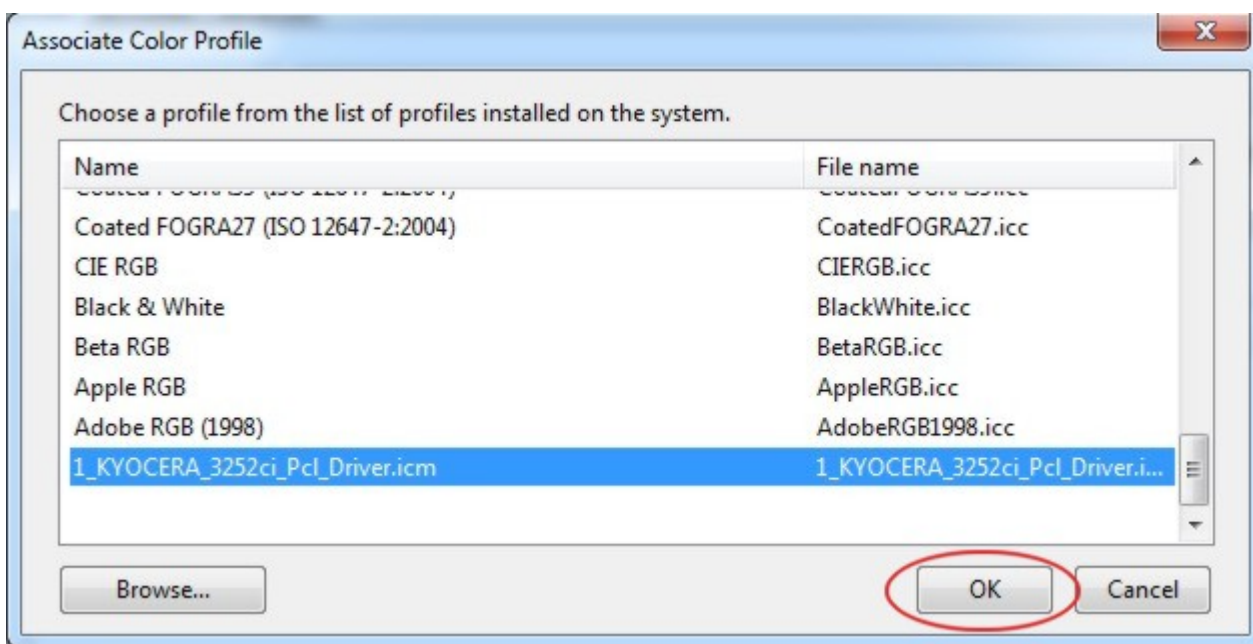 Associate Color Profile
Choose a profile from the list of profiles installed on the system.
Name File name
Coated FOGRA27 (ISO 12647-2:2004) CoatedFOGRA27.icc
CIE RGB CIERGB.icc
Black & White BlackWhite.icc
Beta RGB BetaRGB.icc
Apple RGB AppleRGB.icc
Adobe RGB (1998) AdobeRGB1998.icc
1_KYOCERA_3252ci_Pcl_Driver.icm 1_KYOCERA_3252ci_Pcl_Driver.i...
Browse... OK Cancel